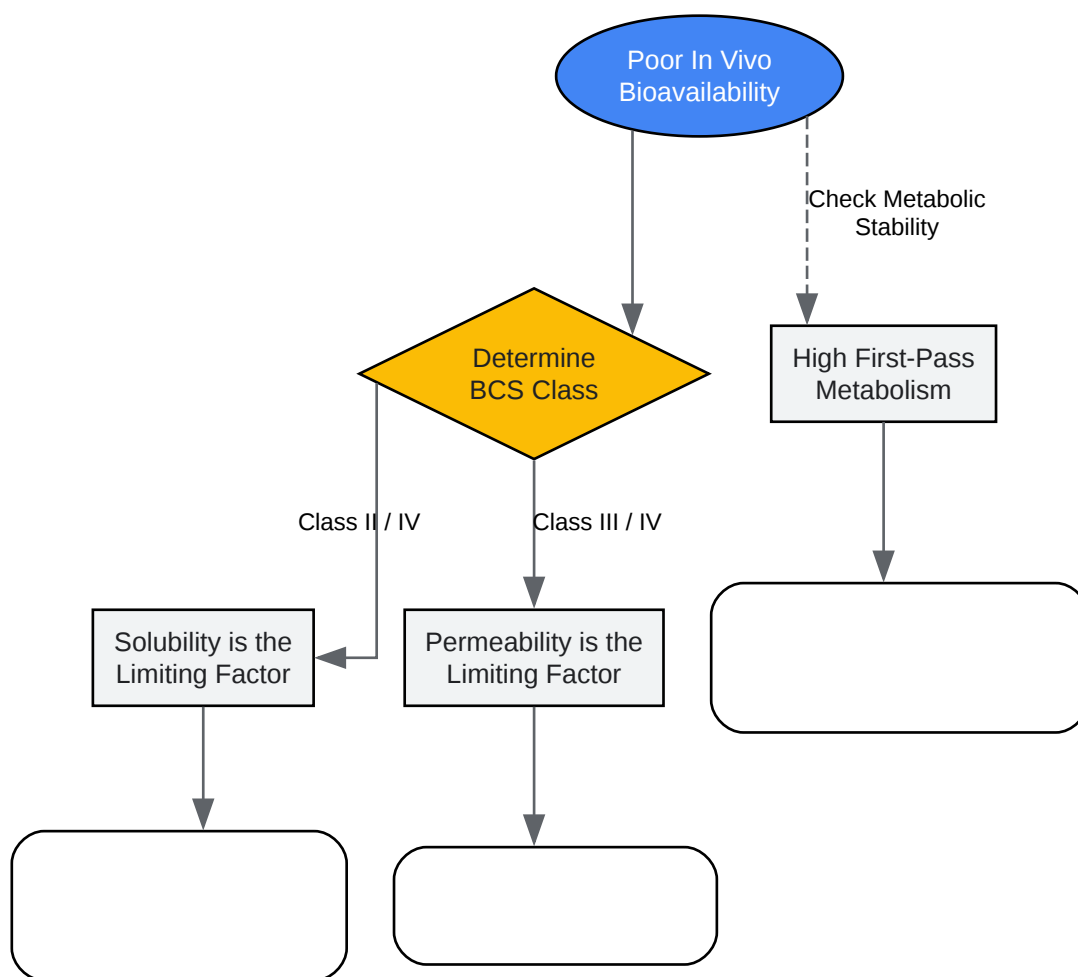 Poor In Vivo
Bioavailability
Check Metabolic
Stability
Determine
BCS Class
High First-Pass
Metabolism
Class II / IV
Class III / IV
Solubility is the
Limiting Factor
Permeability is the
Limiting Factor